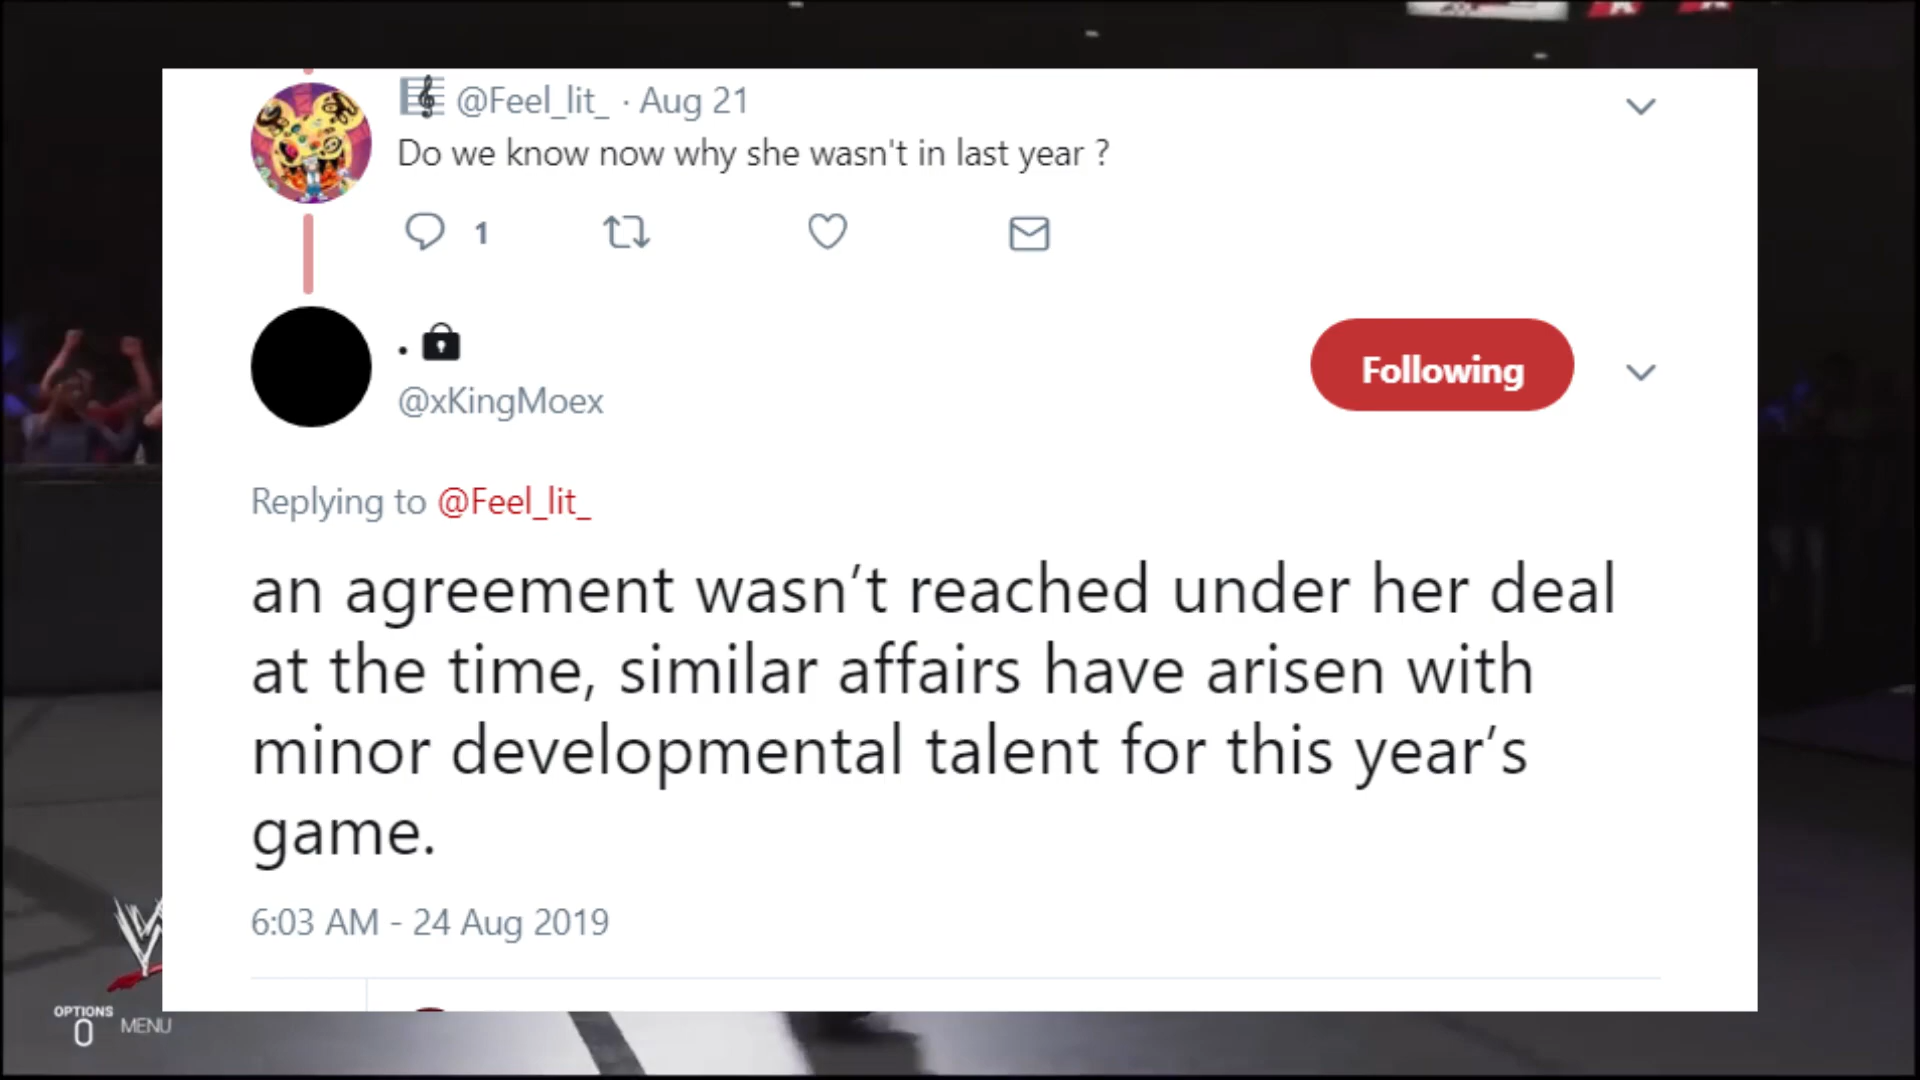 @Feel_lit_ · Aug 21
Do we know now why she wasn't in last year ?
1
.
@xKingMoex
Following
Replying to @Feel_lit_
an agreement wasn’t reached under her deal
at the time, similar affairs have arisen with
minor developmental talent for this year’s
game.
6:03 AM - 24 Aug 2019
OPTIONS
MENU